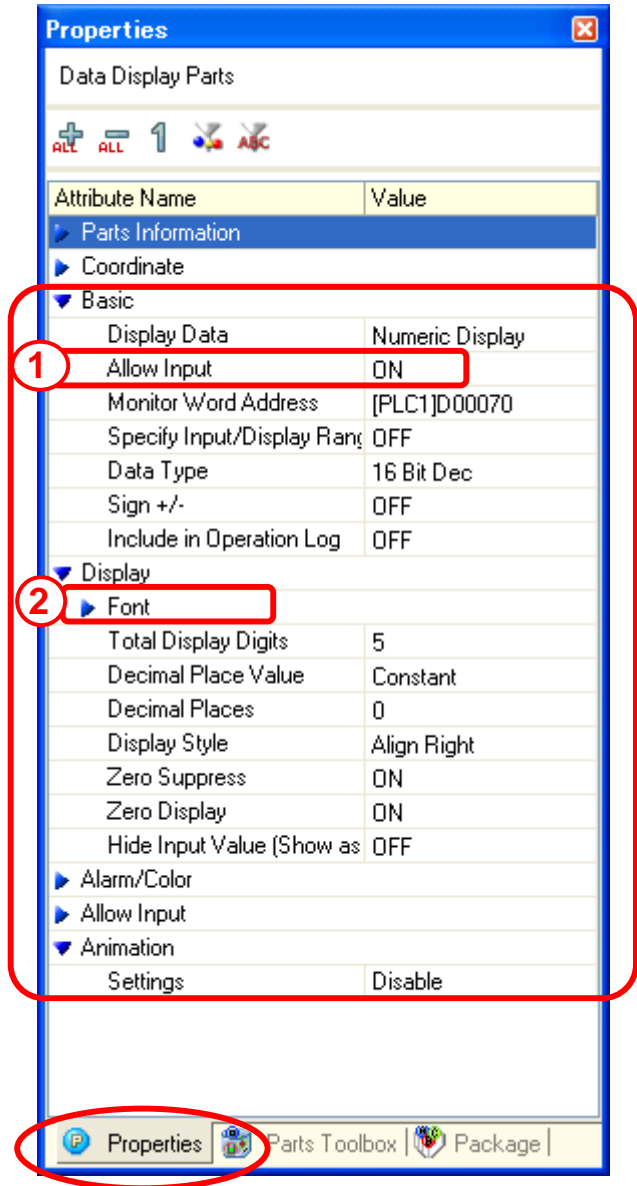 Properties
Data Display Parts
ALL ALL 1 ABC
Attribute Name Value
Parts Information
Coordinate
Basic
Display Data Numeric Display
1 Allow Input ON
Monitor Word Address [PLC1]D00070
Specify Input/Display Rang OFF
Data Type 16 Bit Dec
Sign +/- OFF
Include in Operation Log OFF
Display
2 Font
Total Display Digits 5
Decimal Place Value Constant
Decimal Places 0
Display Style Align Right
Zero Suppress ON
Zero Display ON
Hide Input Value (Show as OFF
Alarm/Color
Allow Input
Animation
Settings Disable
P Properties Parts Toolbox Package